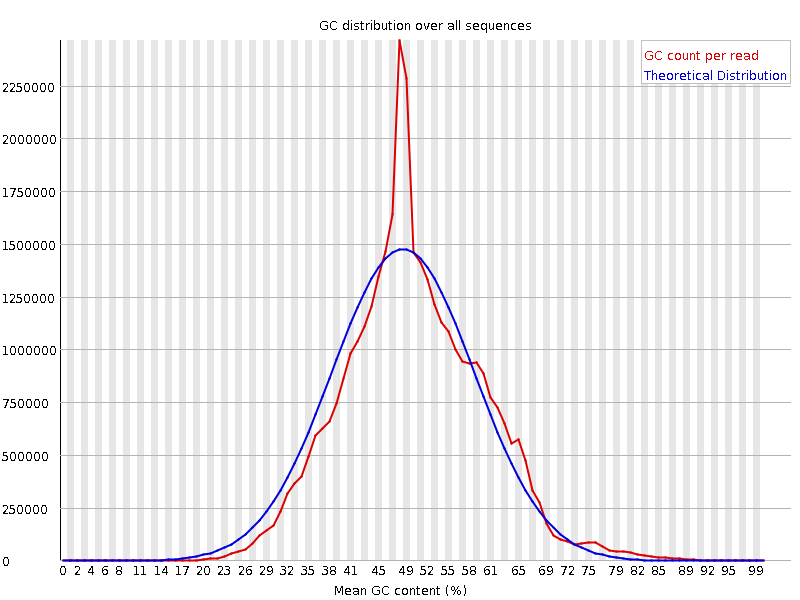 GC distribution over all sequences
GC count per read
Theoretical Distribution
2250000
2000000
1750000
1500000
1250000
1000000
750000
500000
250000
0
0 2 4 6 8 11 14 17 20 23 26 29 32 35 38 41 45 49 52 55 58 61 65 69 72 75 79 82 85 89 92 95 99
Mean GC content (%)